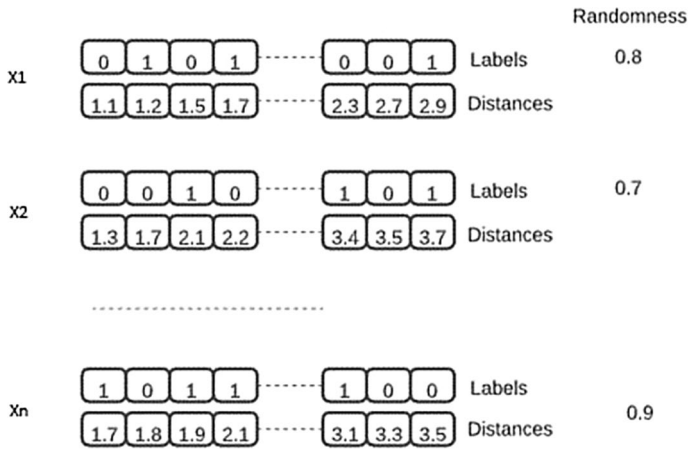 Randomness
0 1 0 1 0 0 1 Labels 0.8
X1
1.1 1.2 1.5 1.7 2.3 2.7 2.9 Distances
0 0 1 0 1 0 1 Labels 0.7
X2
1.3 1.7 2.1 2.2 3.4 3.5 3.7 Distances
1 0 1 1 1 0 0 Labels
Xn 0.9
1.7 1.8 1.9 2.1 3.1 3.3 3.5 Distances